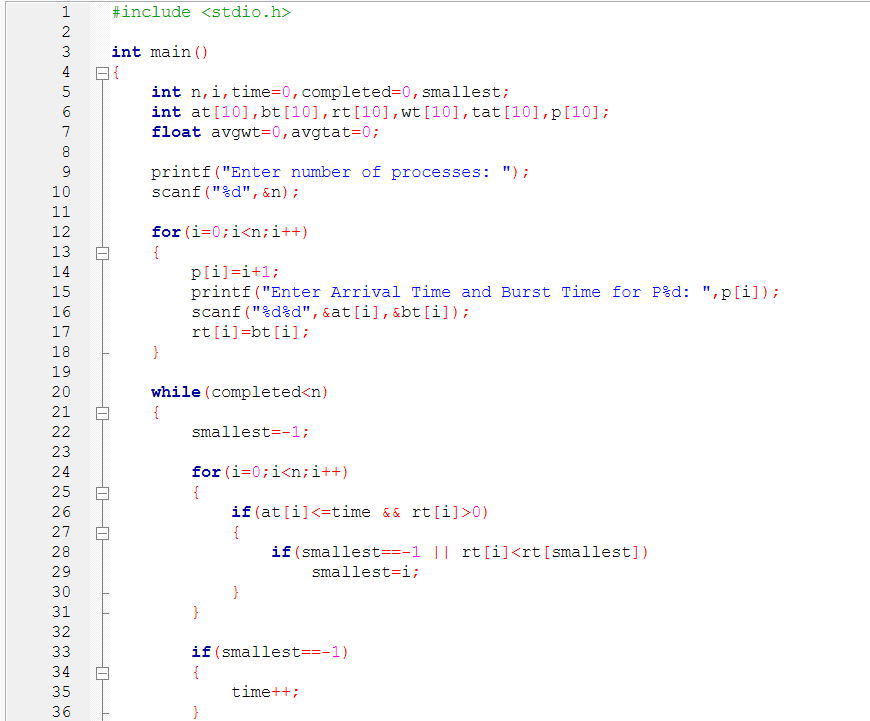 1 #include <stdio.h>
2
3 int main()
4 {
5 int n,i,time=0,completed=0,smallest;
6 int at[10],bt[10],rt[10],wt[10],tat[10],p[10];
7 float avgwt=0,avgtat=0;
8
9 printf("Enter number of processes: ");
10 scanf("%d",&n);
11
12 for(i=0;i<n;i++)
13 {
14 p[i]=i+1;
15 printf("Enter Arrival Time and Burst Time for P%d: ",p[i]);
16 scanf("%d%d",&at[i],&bt[i]);
17 rt[i]=bt[i];
18 }
19
20 while(completed<n)
21 {
22 smallest=-1;
23
24 for(i=0;i<n;i++)
25 {
26 if(at[i]<=time && rt[i]>0)
27 {
28 if(smallest==-1 || rt[i]<rt[smallest])
29 smallest=i;
30 }
31 }
32
33 if(smallest==-1)
34 {
35 time++;
36 }